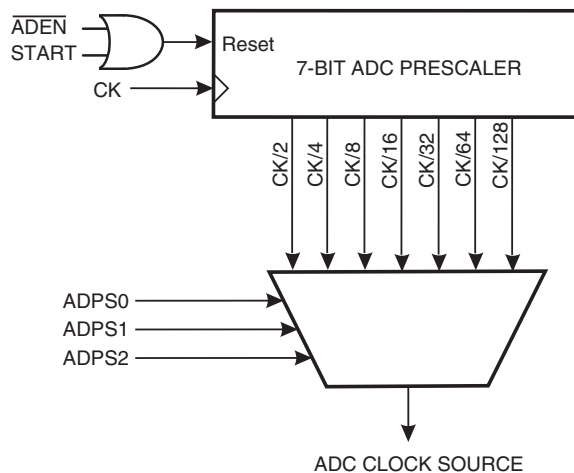 ADEN
START
Reset
7-BIT ADC PRESCALER
CK
CK/2
CK/4
CK/8
CK/16
CK/32
CK/64
CK/128
ADPS0
ADPS1
ADPS2
ADC CLOCK SOURCE